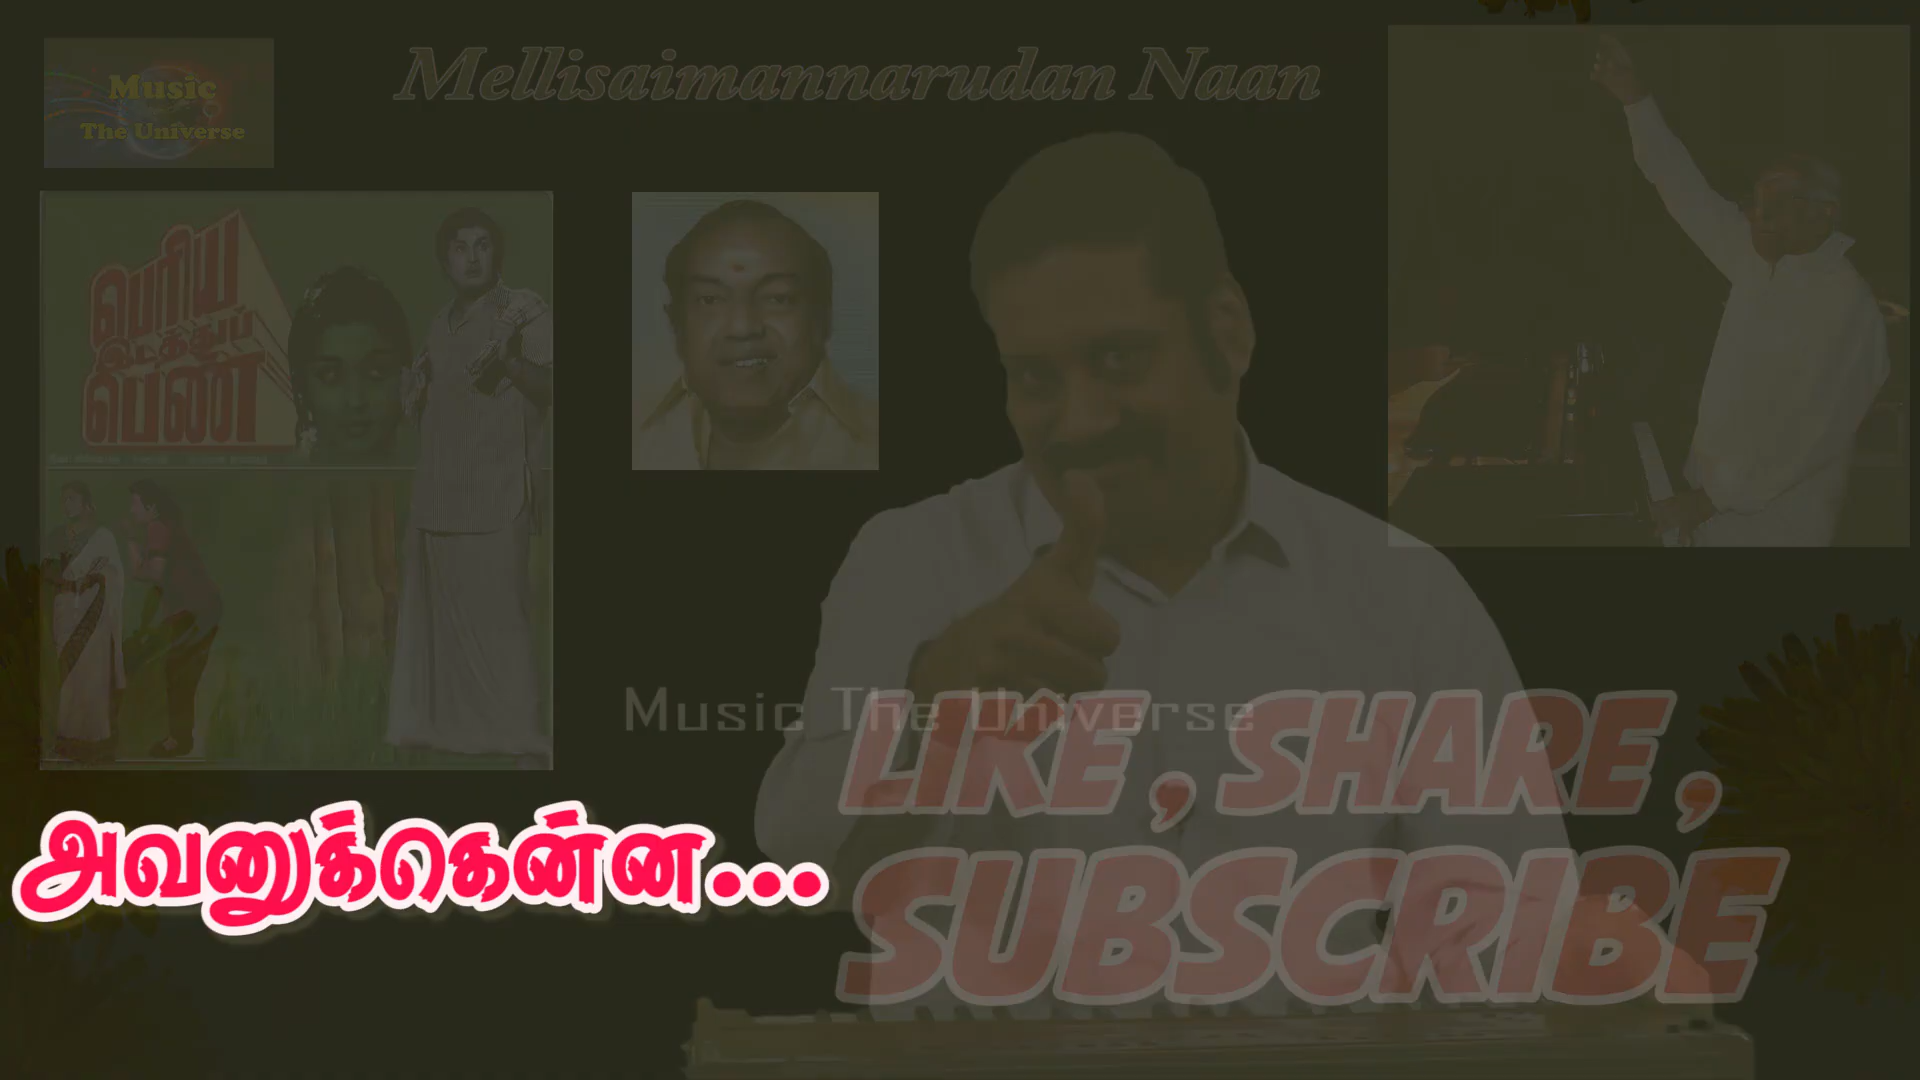 Music
The Universe
Mellisaimannarudan Naan
பெரிய
இடத்துப்
பெண்
Music The Universe
LIKE , SHARE ,
SUBSCRIBE
அவனுக்கென்ன...